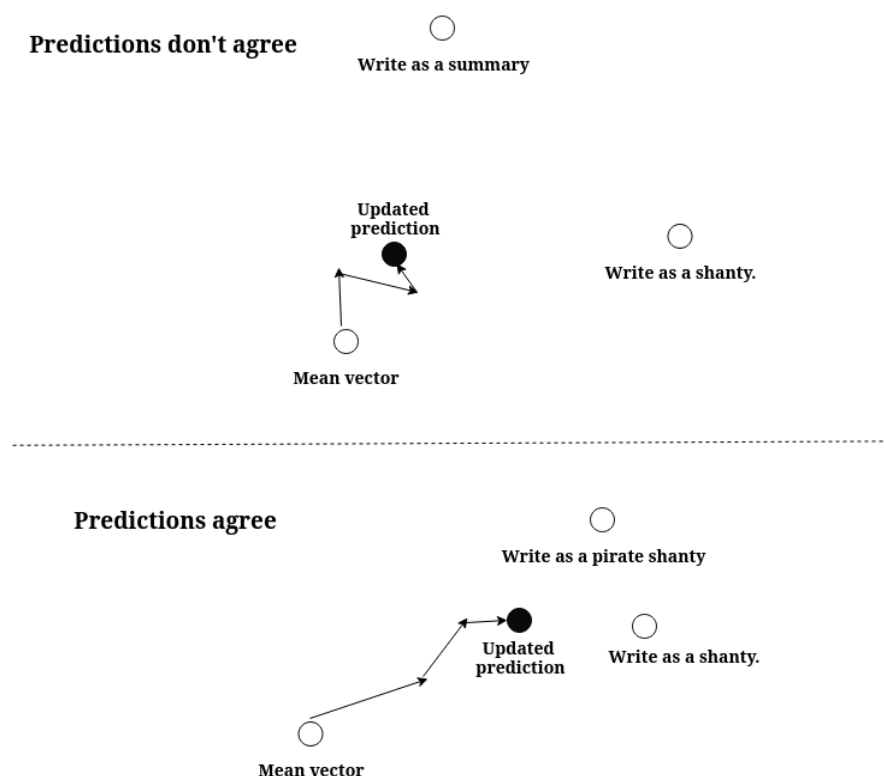 Predictions don't agree
Write as a summary
Updated
prediction
Write as a shanty.
Mean vector
Predictions agree
Write as a pirate shanty
Updated
prediction
Write as a shanty.
Mean vector